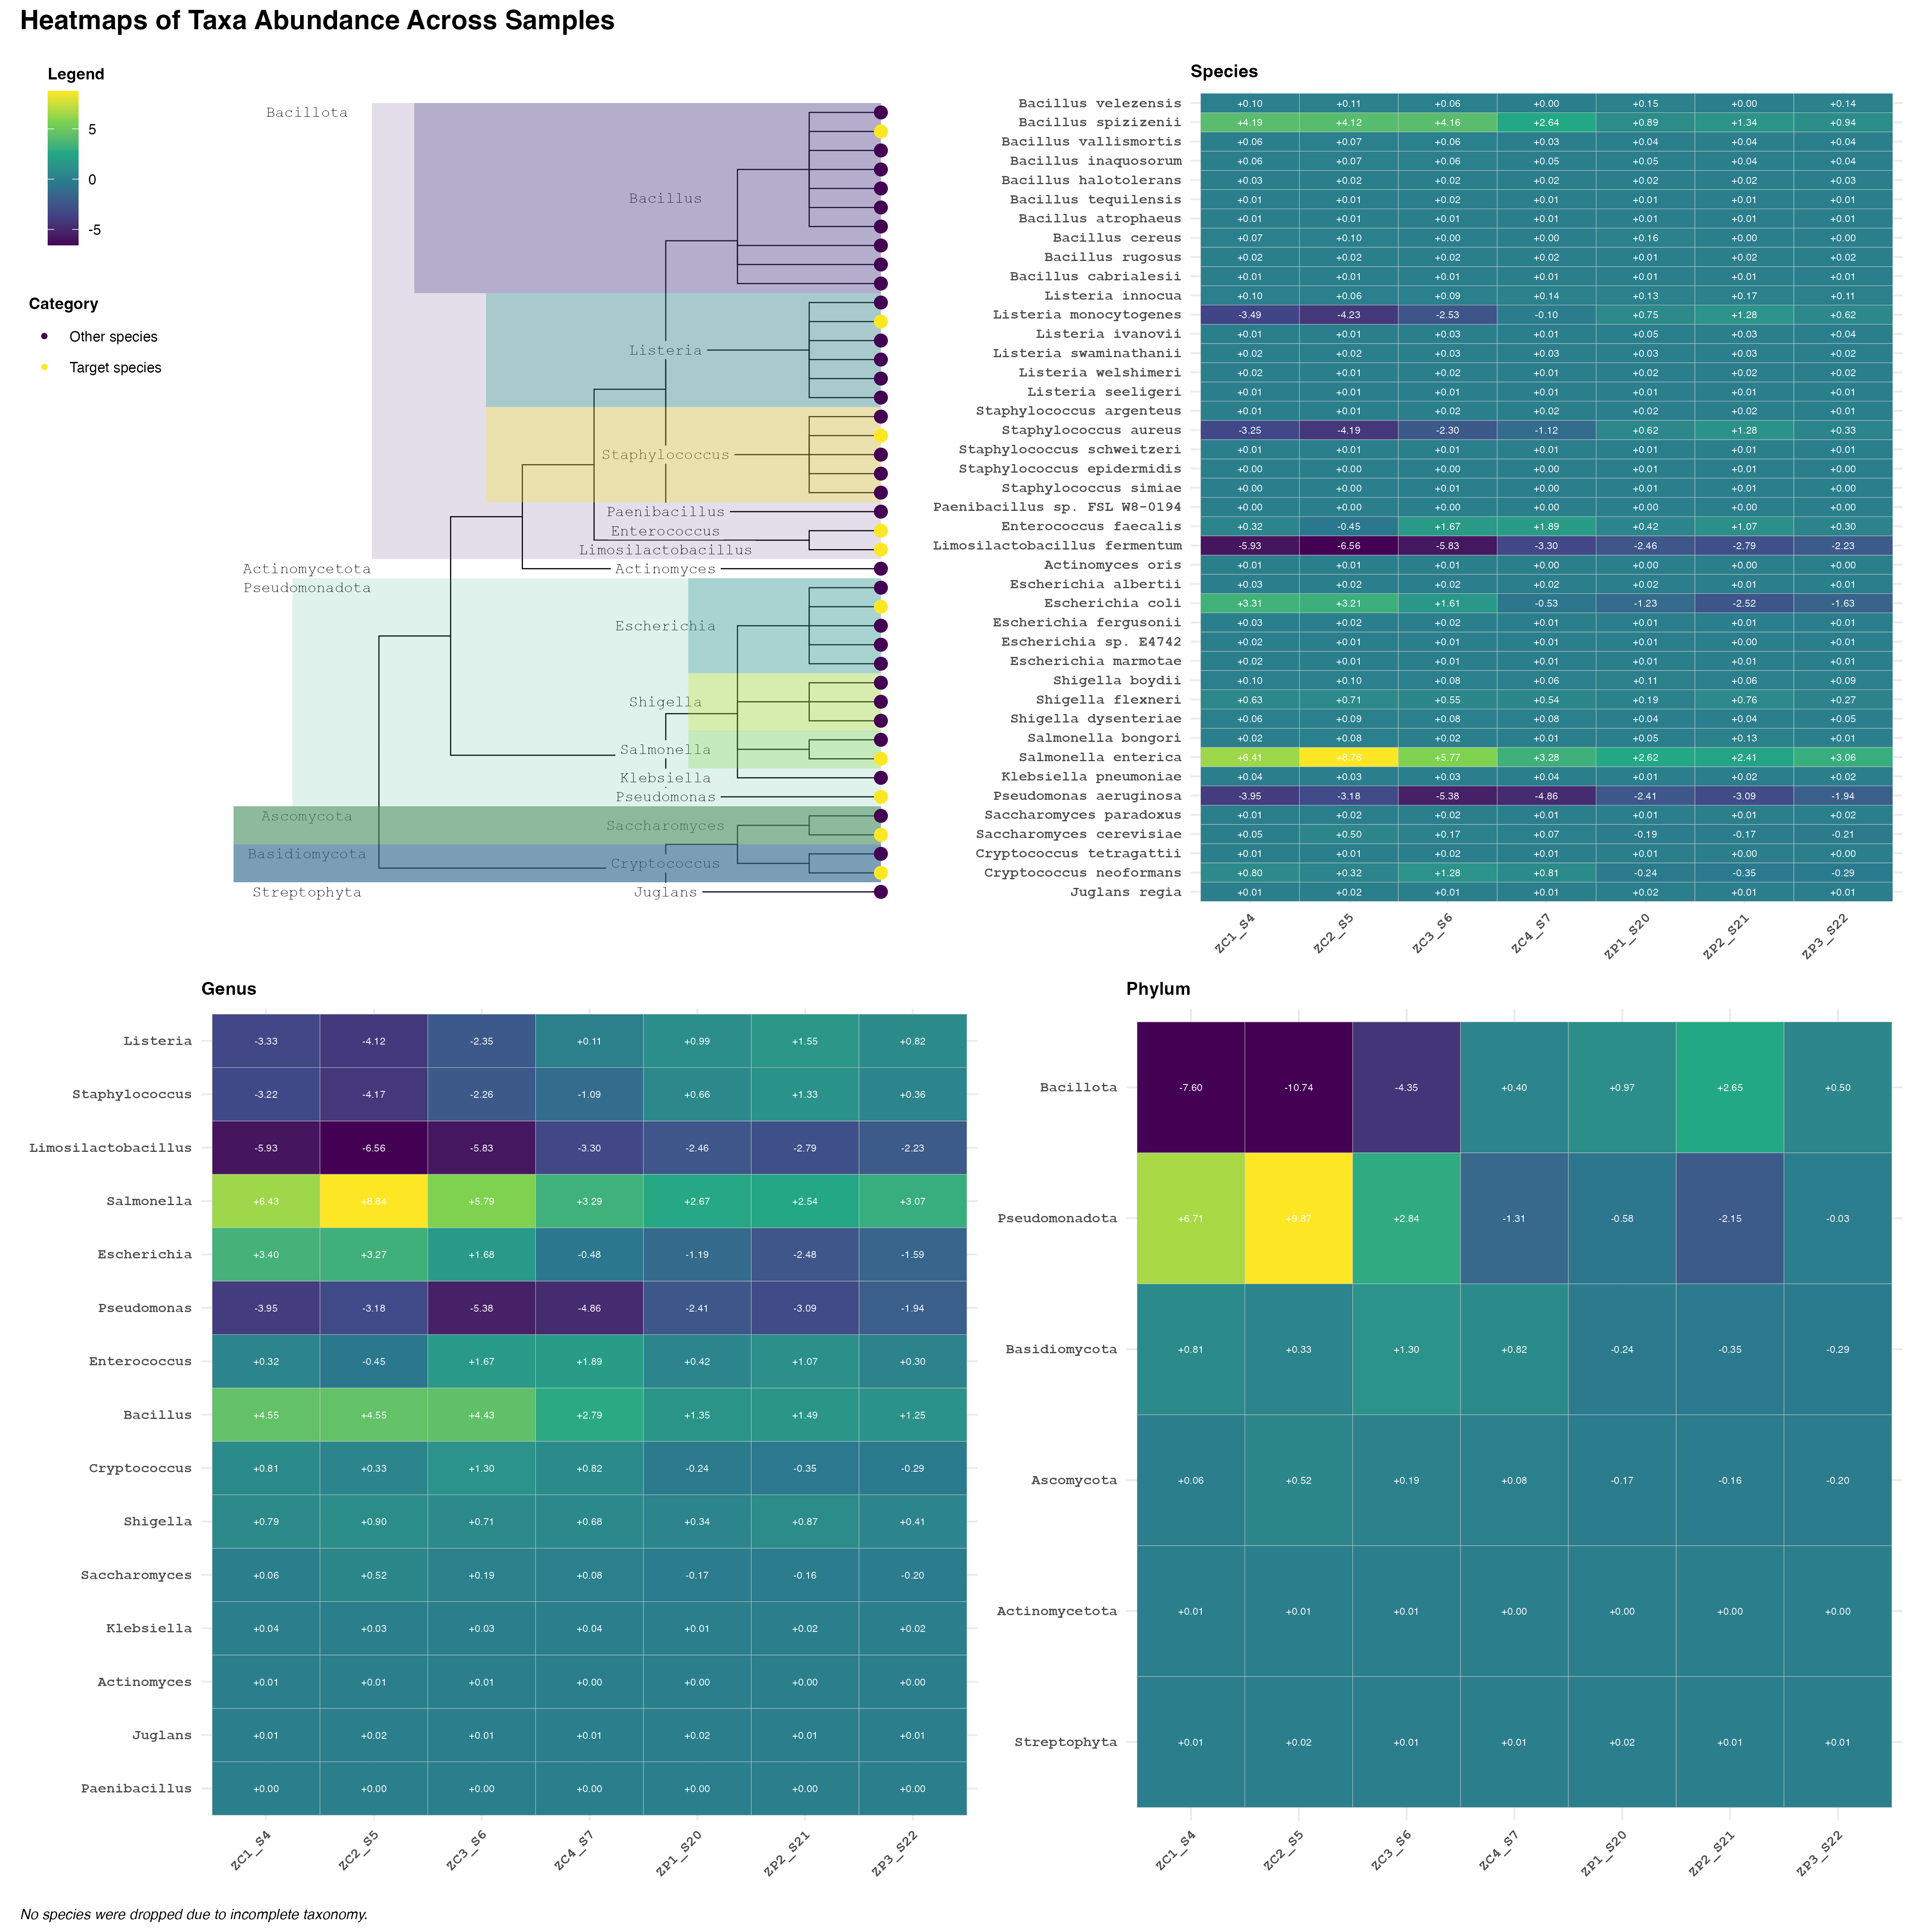 Heatmaps of Taxa Abundance Across Samples
Legend
5
0
-5
Category
Other species
Target species
Bacillota
Bacillus
Listeria
Staphylococcus
Paenibacillus
Enterococcus
Limosilactobacillus
Actinomycetota
Actinomyces
Pseudomonadota
Escherichia
Shigella
Salmonella
Klebsiella
Pseudomonas
Ascomycota
Saccharomyces
Basidiomycota
Cryptococcus
Streptophyta
Juglans
Species
Bacillus velezensis +0.10 +0.11 +0.06 +0.00 +0.15 +0.00 +0.14
Bacillus spizizenii +4.19 +4.12 +4.16 +2.64 +0.89 +1.34 +0.94
Bacillus vallismortis +0.06 +0.07 +0.06 +0.03 +0.04 +0.04 +0.04
Bacillus inaquosorum +0.06 +0.07 +0.06 +0.05 +0.05 +0.04 +0.04
Bacillus halotolerans +0.03 +0.02 +0.02 +0.02 +0.02 +0.02 +0.03
Bacillus tequilensis +0.01 +0.01 +0.02 +0.01 +0.01 +0.01 +0.01
Bacillus atrophaeus +0.01 +0.01 +0.01 +0.01 +0.01 +0.01 +0.01
Bacillus cereus +0.07 +0.10 +0.00 +0.00 +0.16 +0.00 +0.00
Bacillus rugosus +0.02 +0.02 +0.02 +0.02 +0.01 +0.02 +0.02
Bacillus cabrialesii +0.01 +0.01 +0.01 +0.01 +0.01 +0.01 +0.01
Listeria innocua +0.10 +0.06 +0.09 +0.14 +0.13 +0.17 +0.11
Listeria monocytogenes -3.49 -4.23 -2.53 -0.10 +0.75 +1.28 +0.62
Listeria ivanovii +0.01 +0.01 +0.03 +0.01 +0.05 +0.03 +0.04
Listeria swaminathanii +0.02 +0.02 +0.03 +0.03 +0.03 +0.03 +0.02
Listeria welshimeri +0.02 +0.01 +0.02 +0.01 +0.02 +0.02 +0.02
Listeria seeligeri +0.01 +0.01 +0.01 +0.01 +0.01 +0.01 +0.01
Staphylococcus argenteus +0.01 +0.01 +0.02 +0.02 +0.02 +0.02 +0.01
Staphylococcus aureus -3.25 -4.19 -2.30 -1.12 +0.62 +1.28 +0.33
Staphylococcus schweitzeri +0.01 +0.01 +0.01 +0.01 +0.01 +0.01 +0.01
Staphylococcus epidermidis +0.00 +0.00 +0.00 +0.00 +0.01 +0.01 +0.00
Staphylococcus simiae +0.00 +0.00 +0.01 +0.00 +0.01 +0.01 +0.00
Paenibacillus sp. FSL W8-0194 +0.00 +0.00 +0.00 +0.00 +0.00 +0.00 +0.00
Enterococcus faecalis +0.32 -0.45 +1.67 +1.89 +0.42 +1.07 +0.30
Limosilactobacillus fermentum -5.93 -6.56 -5.83 -3.30 -2.46 -2.79 -2.23
Actinomyces oris +0.01 +0.01 +0.01 +0.00 +0.00 +0.00 +0.00
Escherichia albertii +0.03 +0.02 +0.02 +0.02 +0.02 +0.01 +0.01
Escherichia coli +3.31 +3.21 +1.61 -0.53 -1.23 -2.52 -1.63
Escherichia fergusonii +0.03 +0.02 +0.02 +0.01 +0.01 +0.01 +0.01
Escherichia sp. E4742 +0.02 +0.01 +0.01 +0.01 +0.01 +0.00 +0.01
Escherichia marmotae +0.02 +0.01 +0.01 +0.01 +0.01 +0.01 +0.01
Shigella boydii +0.10 +0.10 +0.08 +0.06 +0.11 +0.06 +0.09
Shigella flexneri +0.63 +0.71 +0.55 +0.54 +0.19 +0.76 +0.27
Shigella dysenteriae +0.06 +0.09 +0.08 +0.08 +0.04 +0.04 +0.05
Salmonella bongori +0.02 +0.08 +0.02 +0.01 +0.05 +0.13 +0.01
Salmonella enterica +6.41 +8.76 +5.77 +3.28 +2.62 +2.41 +3.06
Klebsiella pneumoniae +0.04 +0.03 +0.03 +0.04 +0.01 +0.02 +0.02
Pseudomonas aeruginosa -3.95 -3.18 -5.38 -4.86 -2.41 -3.09 -1.94
Saccharomyces paradoxus +0.01 +0.02 +0.02 +0.01 +0.01 +0.01 +0.02
Saccharomyces cerevisiae +0.05 +0.50 +0.17 +0.07 -0.19 -0.17 -0.21
Cryptococcus tetragattii +0.01 +0.01 +0.02 +0.01 +0.01 +0.00 +0.00
Cryptococcus neoformans +0.80 +0.32 +1.28 +0.81 -0.24 -0.35 -0.29
Juglans regia +0.01 +0.02 +0.01 +0.01 +0.02 +0.01 +0.01
ZC1_S4 ZC2_S5 ZC3_S6 ZC4_S7 ZP1_S20 ZP2_S21 ZP3_S22
Genus
Listeria -3.33 -4.12 -2.35 +0.11 +0.99 +1.55 +0.82
Staphylococcus -3.22 -4.17 -2.26 -1.09 +0.66 +1.33 +0.36
Limosilactobacillus -5.93 -6.56 -5.83 -3.30 -2.46 -2.79 -2.23
Salmonella +6.43 +8.84 +5.79 +3.29 +2.67 +2.54 +3.07
Escherichia +3.40 +3.27 +1.68 -0.48 -1.19 -2.48 -1.59
Pseudomonas -3.95 -3.18 -5.38 -4.86 -2.41 -3.09 -1.94
Enterococcus +0.32 -0.45 +1.67 +1.89 +0.42 +1.07 +0.30
Bacillus +4.55 +4.55 +4.43 +2.79 +1.35 +1.49 +1.25
Cryptococcus +0.81 +0.33 +1.30 +0.82 -0.24 -0.35 -0.29
Shigella +0.79 +0.90 +0.71 +0.68 +0.34 +0.87 +0.41
Saccharomyces +0.06 +0.52 +0.19 +0.08 -0.17 -0.16 -0.20
Klebsiella +0.04 +0.03 +0.03 +0.04 +0.01 +0.02 +0.02
Actinomyces +0.01 +0.01 +0.01 +0.00 +0.00 +0.00 +0.00
Juglans +0.01 +0.02 +0.01 +0.01 +0.02 +0.01 +0.01
Paenibacillus +0.00 +0.00 +0.00 +0.00 +0.00 +0.00 +0.00
ZC1_S4 ZC2_S5 ZC3_S6 ZC4_S7 ZP1_S20 ZP2_S21 ZP3_S22
Phylum
Bacillota -7.60 -10.74 -4.35 +0.40 +0.97 +2.65 +0.50
Pseudomonadota +6.71 +9.87 +2.84 -1.31 -0.58 -2.15 -0.03
Basidiomycota +0.81 +0.33 +1.30 +0.82 -0.24 -0.35 -0.29
Ascomycota +0.06 +0.52 +0.19 +0.08 -0.17 -0.16 -0.20
Actinomycetota +0.01 +0.01 +0.01 +0.00 +0.00 +0.00 +0.00
Streptophyta +0.01 +0.02 +0.01 +0.01 +0.02 +0.01 +0.01
ZC1_S4 ZC2_S5 ZC3_S6 ZC4_S7 ZP1_S20 ZP2_S21 ZP3_S22
No species were dropped due to incomplete taxonomy.